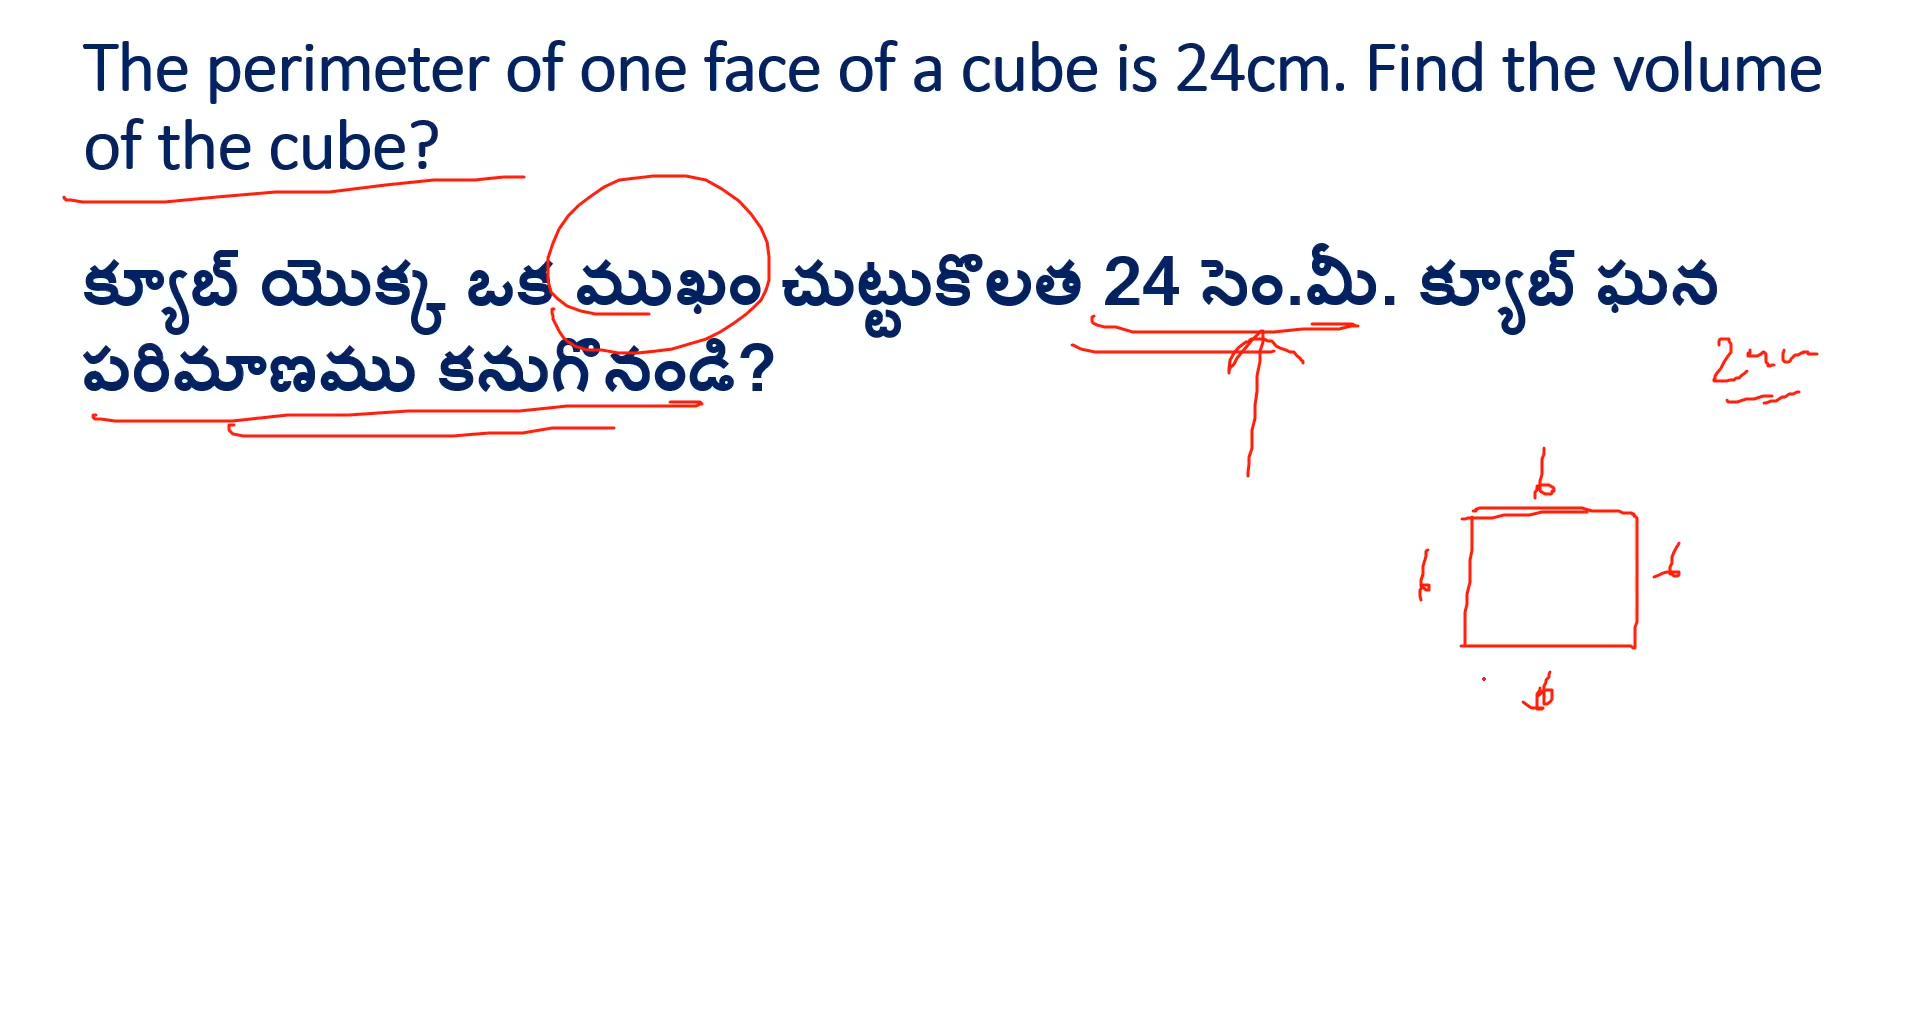 The perimeter of one face of a cube is 24cm. Find the volume
of the cube?
క్యూబ్ యొక్క ఒక ముఖం చుట్టుకొలత 24 సెం.మీ. క్యూబ్ ఘన
పరిమాణము కనుగొనండి?
6
6
6
6